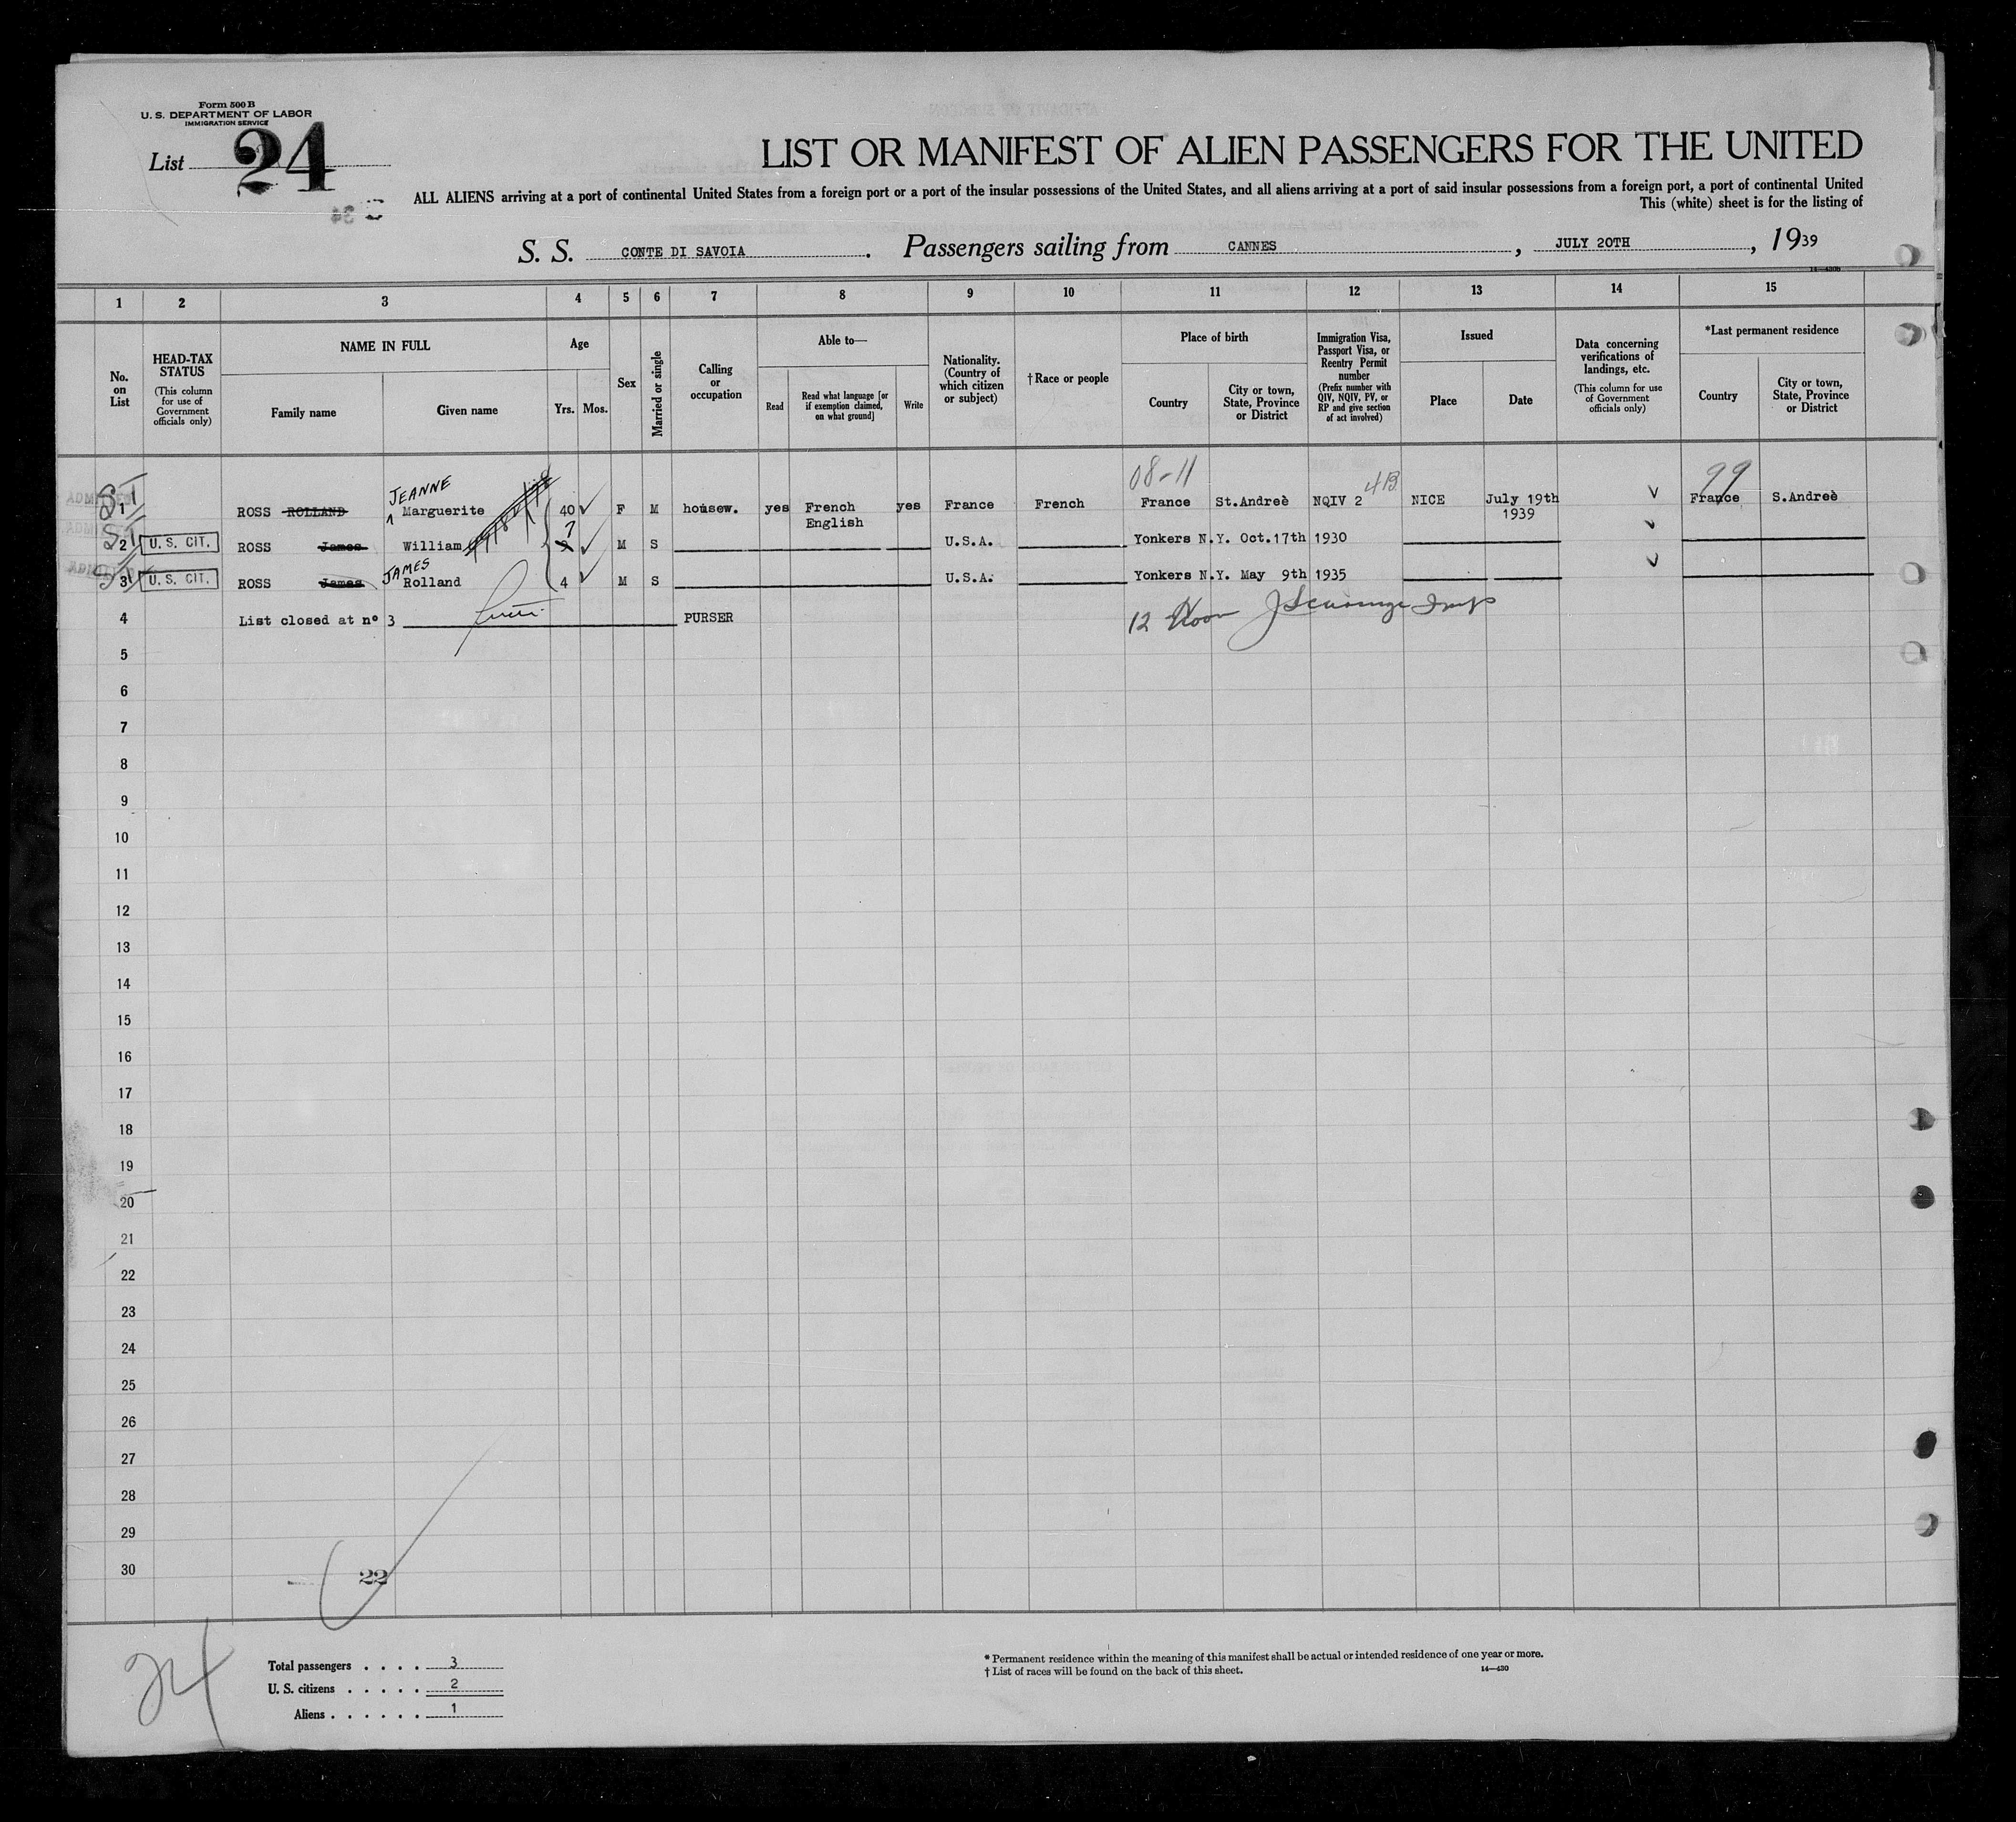 Form 500 B
U. S. DEPARTMENT OF LABOR
IMMIGRATION SERVICE
List 24
LIST OR MANIFEST OF ALIEN PASSENGERS FOR THE UNITED
ALL ALIENS arriving at a port of continental United States from a foreign port or a port of the insular possessions of the United States, and all aliens arriving at a port of said insular possessions from a foreign port, a port of continental United
This (white) sheet is for the listing of
S. S. CONTE DI SAVOIA. Passengers sailing from CANNES, JULY 20TH, 1939
14—430B
1 2 3 4 5 6 7 8 9 10 11 12 13 14 15
No. on List
HEAD-TAX STATUS
(This column for use of Government officials only)
NAME IN FULL
Family name
Given name
Age
Yrs. Mos.
Sex
Married or single
Calling or occupation
Able to—
Read
Read what language [or if exemption claimed, on what ground]
Write
Nationality. (Country of which citizen or subject)
†Race or people
Place of birth
Country
City or town, State, Province or District
Immigration Visa, Passport Visa, or Reentry Permit number
(Prefix number with QIV, NQIV, PV, or RP and give section of act involved)
Issued
Place
Date
Data concerning verifications of landings, etc.
(This column for use of Government officials only)
*Last permanent residence
Country
City or town, State, Province or District
JEANNE 08-11 4B 99
SI 1 ROSS ROLLAND Marguerite 40 F M housew. yes French yes France French France St.Andreè NQIV 2 NICE July 19th France S.Andreè
English 1939
SI 2 U. S. CIT. ROSS James William M S U.S.A. Yonkers N.Y. Oct.17th 1930
JAMES
SI 3 U. S. CIT. ROSS James Rolland 4 M S U.S.A. Yonkers N.Y. May 9th 1935
4 List closed at nº 3 PURSER 12 Noon
5
6
7
8
9
10
11
12
13
14
15
16
17
18
19
20
21
22
23
24
25
26
27
28
29
30
22
24
Total passengers . . . . 3
U. S. citizens . . . . . 2
Aliens . . . . . . 1
* Permanent residence within the meaning of this manifest shall be actual or intended residence of one year or more.
† List of races will be found on the back of this sheet.
14—430